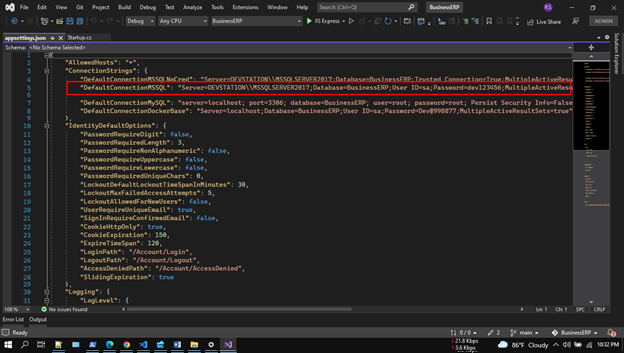 File Edit View Git Project Build Debug Test Analyze Tools Extensions Window Help Search (Ctrl+Q) BusinessERP RS
Debug Any CPU BusinessERP IIS Express Live Share ADMIN
appsettings.json Startup.cs
Schema: <No Schema Selected>
Solution Explorer
1 {
2 "AllowedHosts": "*",
3 "ConnectionStrings": {
4 "DefaultConnectionMSSQLNoCred": "Server=DEVSTATION\\MSSQLSERVER2017;Database=BusinessERP;Trusted_Connection=True;MultipleActiveResu
5 "DefaultConnectionMSSQL": "Server=DEVSTATION\\MSSQLSERVER2017;Database=BusinessERP;User ID=sa;Password=dev123456;MultipleActiveResu
6
7 "DefaultConnectionMySQL": "server=localhost; port=3306; database=BusinessERP; user=root; password=root; Persist Security Info=False
8 "DefaultConnectionDockerBase": "Server=localhost;Database=BusinessERP;User ID=sa;Password=Dev@998877;MultipleActiveResultSets=true"
9 },
10 "IdentityDefaultOptions": {
11 "PasswordRequireDigit": false,
12 "PasswordRequiredLength": 3,
13 "PasswordRequireNonAlphanumeric": false,
14 "PasswordRequireUppercase": false,
15 "PasswordRequireLowercase": false,
16 "PasswordRequiredUniqueChars": 0,
17 "LockoutDefaultLockoutTimeSpanInMinutes": 30,
18 "LockoutMaxFailedAccessAttempts": 5,
19 "LockoutAllowedForNewUsers": false,
20 "UserRequireUniqueEmail": true,
21 "SignInRequireConfirmedEmail": false,
22 "CookieHttpOnly": true,
23 "CookieExpiration": 150,
24 "ExpireTimeSpan": 120,
25 "LoginPath": "/Account/Login",
26 "LogoutPath": "/Account/Logout",
27 "AccessDeniedPath": "/Account/AccessDenied",
28 "SlidingExpiration": true
29 },
30 "Logging": {
31 "LogLevel": {
108 % No issues found Ln: 1 Ch: 1 SPC CRLF
Error List Output
Ready 0 / 0 2 main BusinessERP
21.8 Kbps
3.6 Kbps
86°F Cloudy 10:32 PM